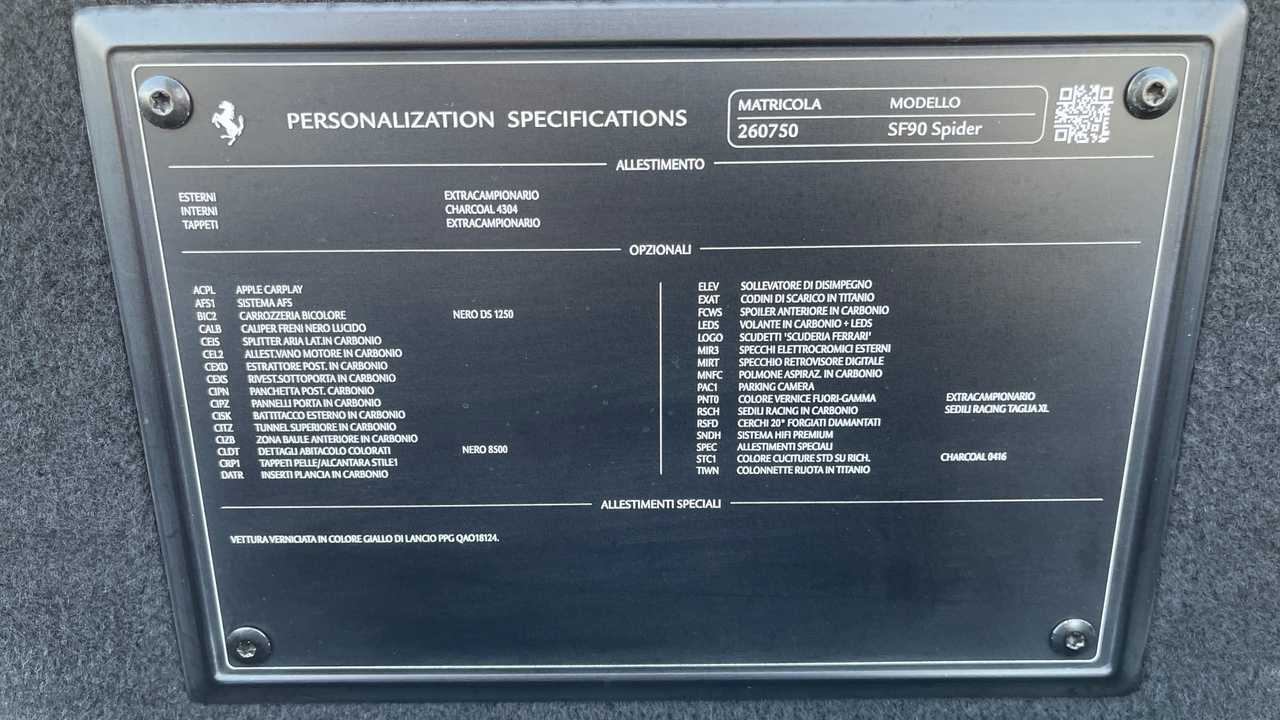 PERSONALIZATION SPECIFICATIONS
MATRICOLA MODELLO
260750 SF90 Spider
ALLESTIMENTO
ESTERNI EXTRACAMPIONARIO
INTERNI CHARCOAL 4304
TAPPETI EXTRACAMPIONARIO
OPZIONALI
ACPL APPLE CARPLAY
AFS1 SISTEMA AFS
BIC2 CARROZZERIA BICOLORE NERO DS 1250
CALB CALIPER FRENI NERO LUCIDO
CEIS SPLITTER ARIA LAT.IN CARBONIO
CEL2 ALLEST.VANO MOTORE IN CARBONIO
CEXD ESTRATTORE POST. IN CARBONIO
CEXS RIVEST.SOTTOPORTA IN CARBONIO
CIPN PANCHETTA POST. CARBONIO
CIPZ PANNELLI PORTA IN CARBONIO
CISK BATTITACCO ESTERNO IN CARBONIO
CITZ TUNNEL SUPERIORE IN CARBONIO
CIZB ZONA BAULE ANTERIORE IN CARBONIO
CLDT DETTAGLI ABITACOLO COLORATI NERO 8500
CRP1 TAPPETI PELLE/ALCANTARA STILE1
DATR INSERTI PLANCIA IN CARBONIO
ELEV SOLLEVATORE DI DISIMPEGNO
EXAT CODINI DI SCARICO IN TITANIO
FCWS SPOILER ANTERIORE IN CARBONIO
LEDS VOLANTE IN CARBONIO + LEDS
LOGO SCUDETTI 'SCUDERIA FERRARI'
MIR3 SPECCHI ELETTROCROMICI ESTERNI
MIRT SPECCHIO RETROVISORE DIGITALE
MNFC POLMONE ASPIRAZ. IN CARBONIO
PAC1 PARKING CAMERA
PNT0 COLORE VERNICE FUORI-GAMMA EXTRACAMPIONARIO
RSCH SEDILI RACING IN CARBONIO SEDILI RACING TAGLIA XL
RSFD CERCHI 20" FORGIATI DIAMANTATI
SNDH SISTEMA HIFI PREMIUM
SPEC ALLESTIMENTI SPECIALI
STC1 COLORE CUCITURE STD SU RICH. CHARCOAL 0416
TIWN COLONNETTE RUOTA IN TITANIO
ALLESTIMENTI SPECIALI
VETTURA VERNICIATA IN COLORE GIALLO DI LANCIO PPG QAO18124.